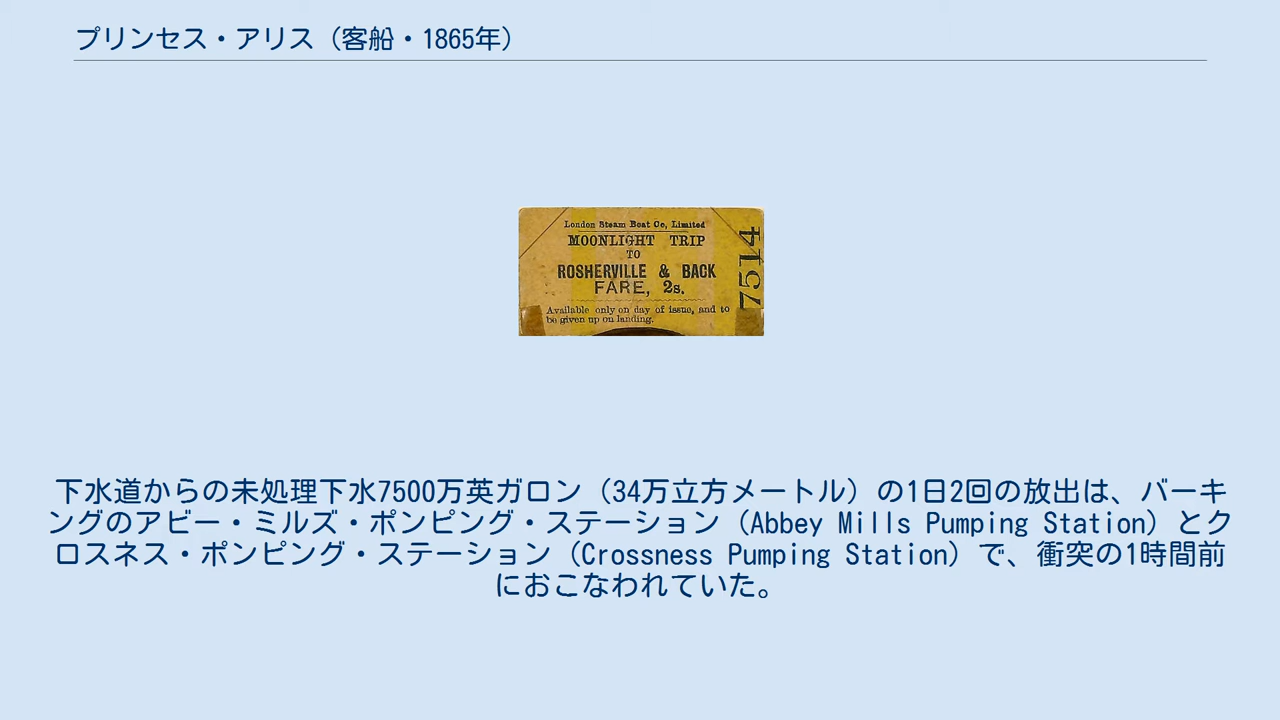 プリンセス・アリス（客船・1865年）
London Steam Boat Co, Limited
MOONLIGHT TRIP
TO
ROSHERVILLE & BACK
FARE, 2s.
Available only on day of issue, and to
be given up on landing.
7514
下水道からの未処理下水7500万英ガロン（34万立方メートル）の1日2回の放出は、バーキ
ングのアビー・ミルズ・ポンピング・ステーション（Abbey Mills Pumping Station）とク
ロスネス・ポンピング・ステーション（Crossness Pumping Station）で、衝突の1時間前
におこなわれていた。